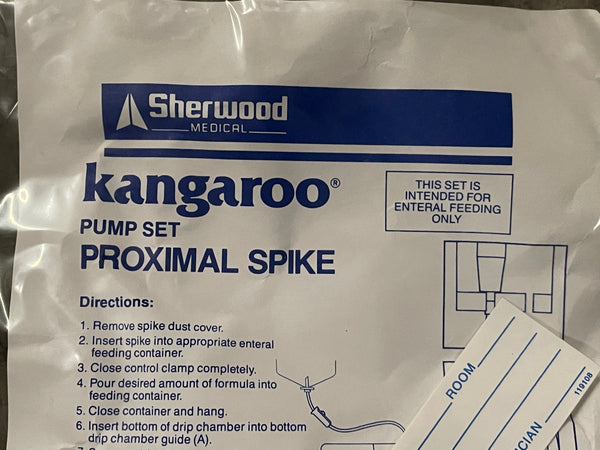 Sherwood
MEDICAL
kangaroo®
PUMP SET
PROXIMAL SPIKE
THIS SET IS
INTENDED FOR
ENTERAL FEEDING
ONLY
Directions:
1. Remove spike dust cover.
2. Insert spike into appropriate enteral
feeding container.
3. Close control clamp completely.
4. Pour desired amount of formula into
feeding container.
5. Close container and hang.
6. Insert bottom of drip chamber into bottom
drip chamber guide (A).
ROOM
ICIAN
119108